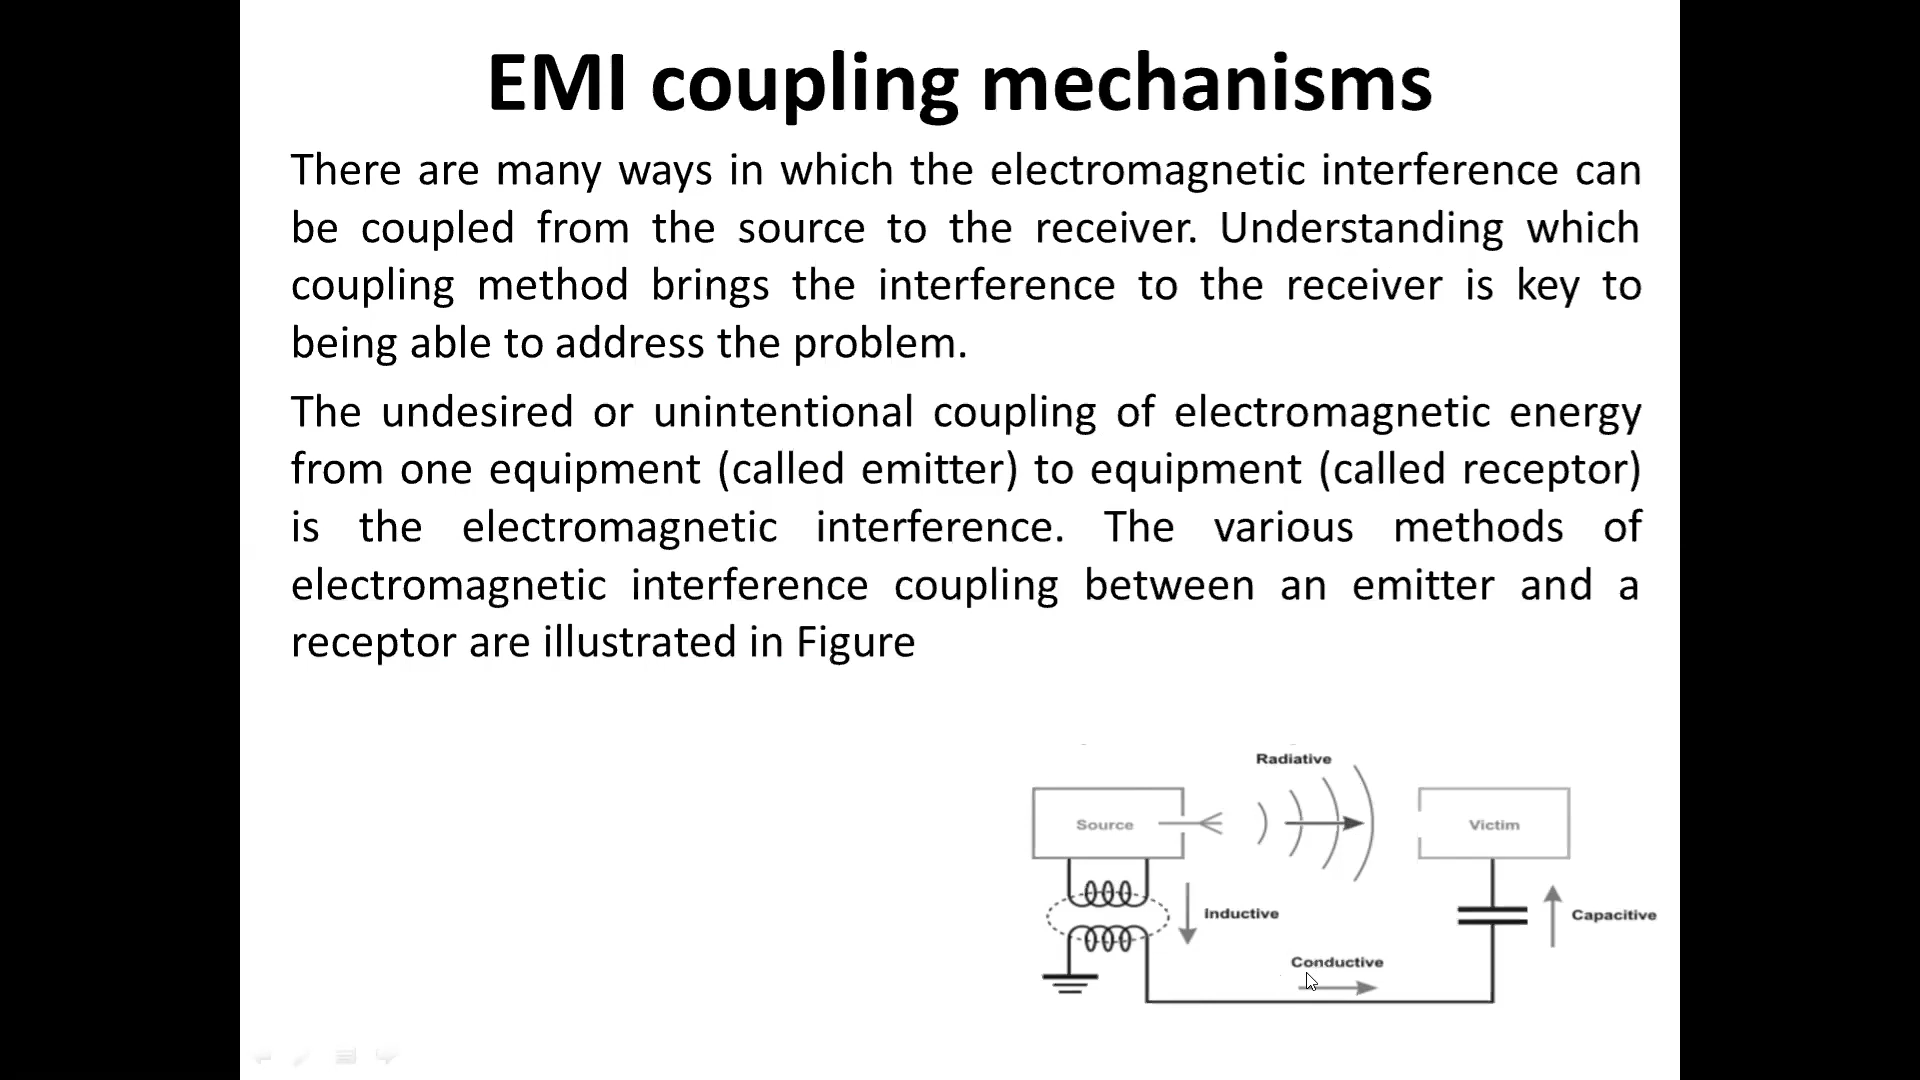 EMI coupling mechanisms
There are many ways in which the electromagnetic interference can
be coupled from the source to the receiver. Understanding which
coupling method brings the interference to the receiver is key to
being able to address the problem.
The undesired or unintentional coupling of electromagnetic energy
from one equipment (called emitter) to equipment (called receptor)
is the electromagnetic interference. The various methods of
electromagnetic interference coupling between an emitter and a
receptor are illustrated in Figure
Radiative
Source
Victim
Inductive
Capacitive
Conductive